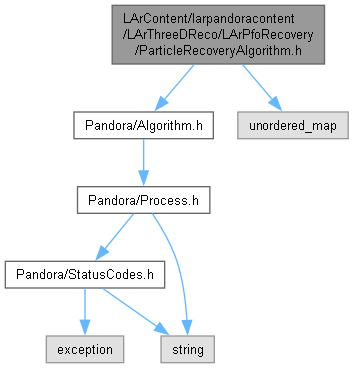 LArContent/larpandoracontent
/LArThreeDReco/LArPfoRecovery
/ParticleRecoveryAlgorithm.h
Pandora/Algorithm.h
unordered_map
Pandora/Process.h
Pandora/StatusCodes.h
exception
string